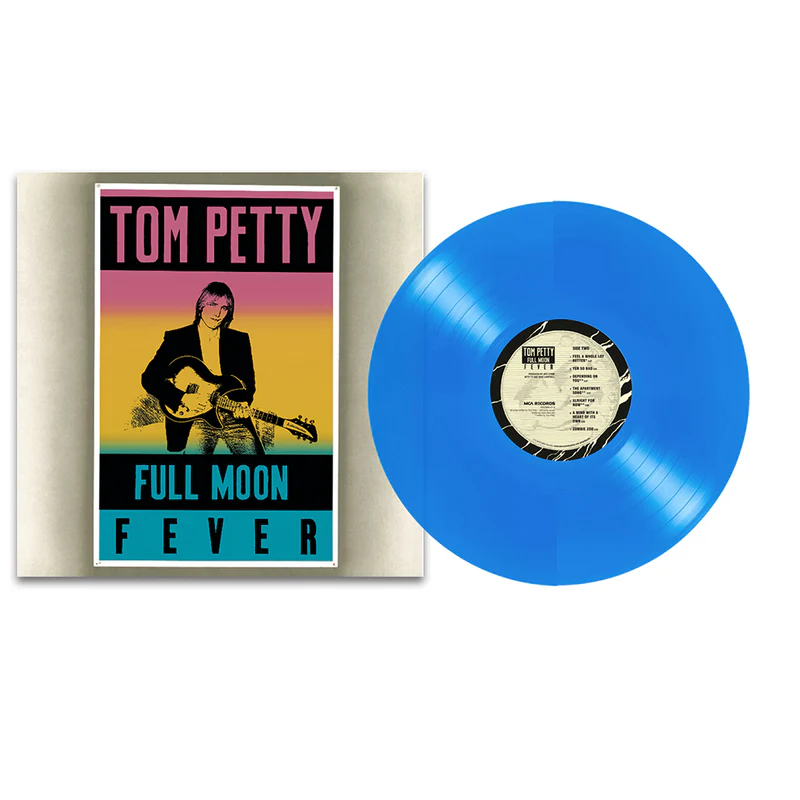 TOM PETTY
FULL MOON
FEVER
TOM PETTY
FULL MOON
FEVER
MCA RECORDS
SIDE TWO
FEEL A WHOLE LOT
BETTER*
YER SO BAD
DEPENDING ON
YOU**
THE APARTMENT
SONG**
ALRIGHT FOR
NOW**
A MIND WITH A
HEART OF ITS
OWN
ZOMBIE ZOO